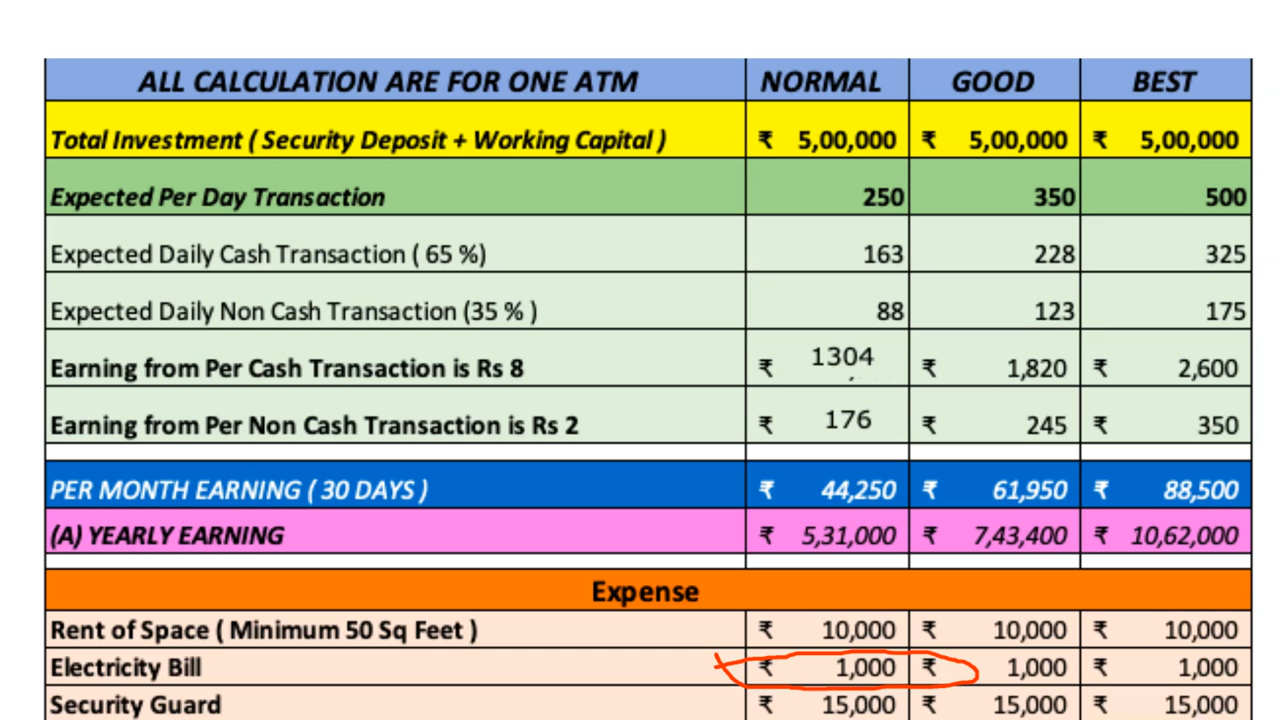 ALL CALCULATION ARE FOR ONE ATM NORMAL GOOD BEST
Total Investment ( Security Deposit + Working Capital ) ₹ 5,00,000 ₹ 5,00,000 ₹ 5,00,000
Expected Per Day Transaction 250 350 500
Expected Daily Cash Transaction ( 65 %) 163 228 325
Expected Daily Non Cash Transaction (35 % ) 88 123 175
Earning from Per Cash Transaction is Rs 8 ₹ 1304 ₹ 1,820 ₹ 2,600
Earning from Per Non Cash Transaction is Rs 2 ₹ 176 ₹ 245 ₹ 350
PER MONTH EARNING ( 30 DAYS ) ₹ 44,250 ₹ 61,950 ₹ 88,500
(A) YEARLY EARNING ₹ 5,31,000 ₹ 7,43,400 ₹ 10,62,000
Expense
Rent of Space ( Minimum 50 Sq Feet ) ₹ 10,000 ₹ 10,000 ₹ 10,000
Electricity Bill ₹ 1,000 ₹ 1,000 ₹ 1,000
Security Guard ₹ 15,000 ₹ 15,000 ₹ 15,000